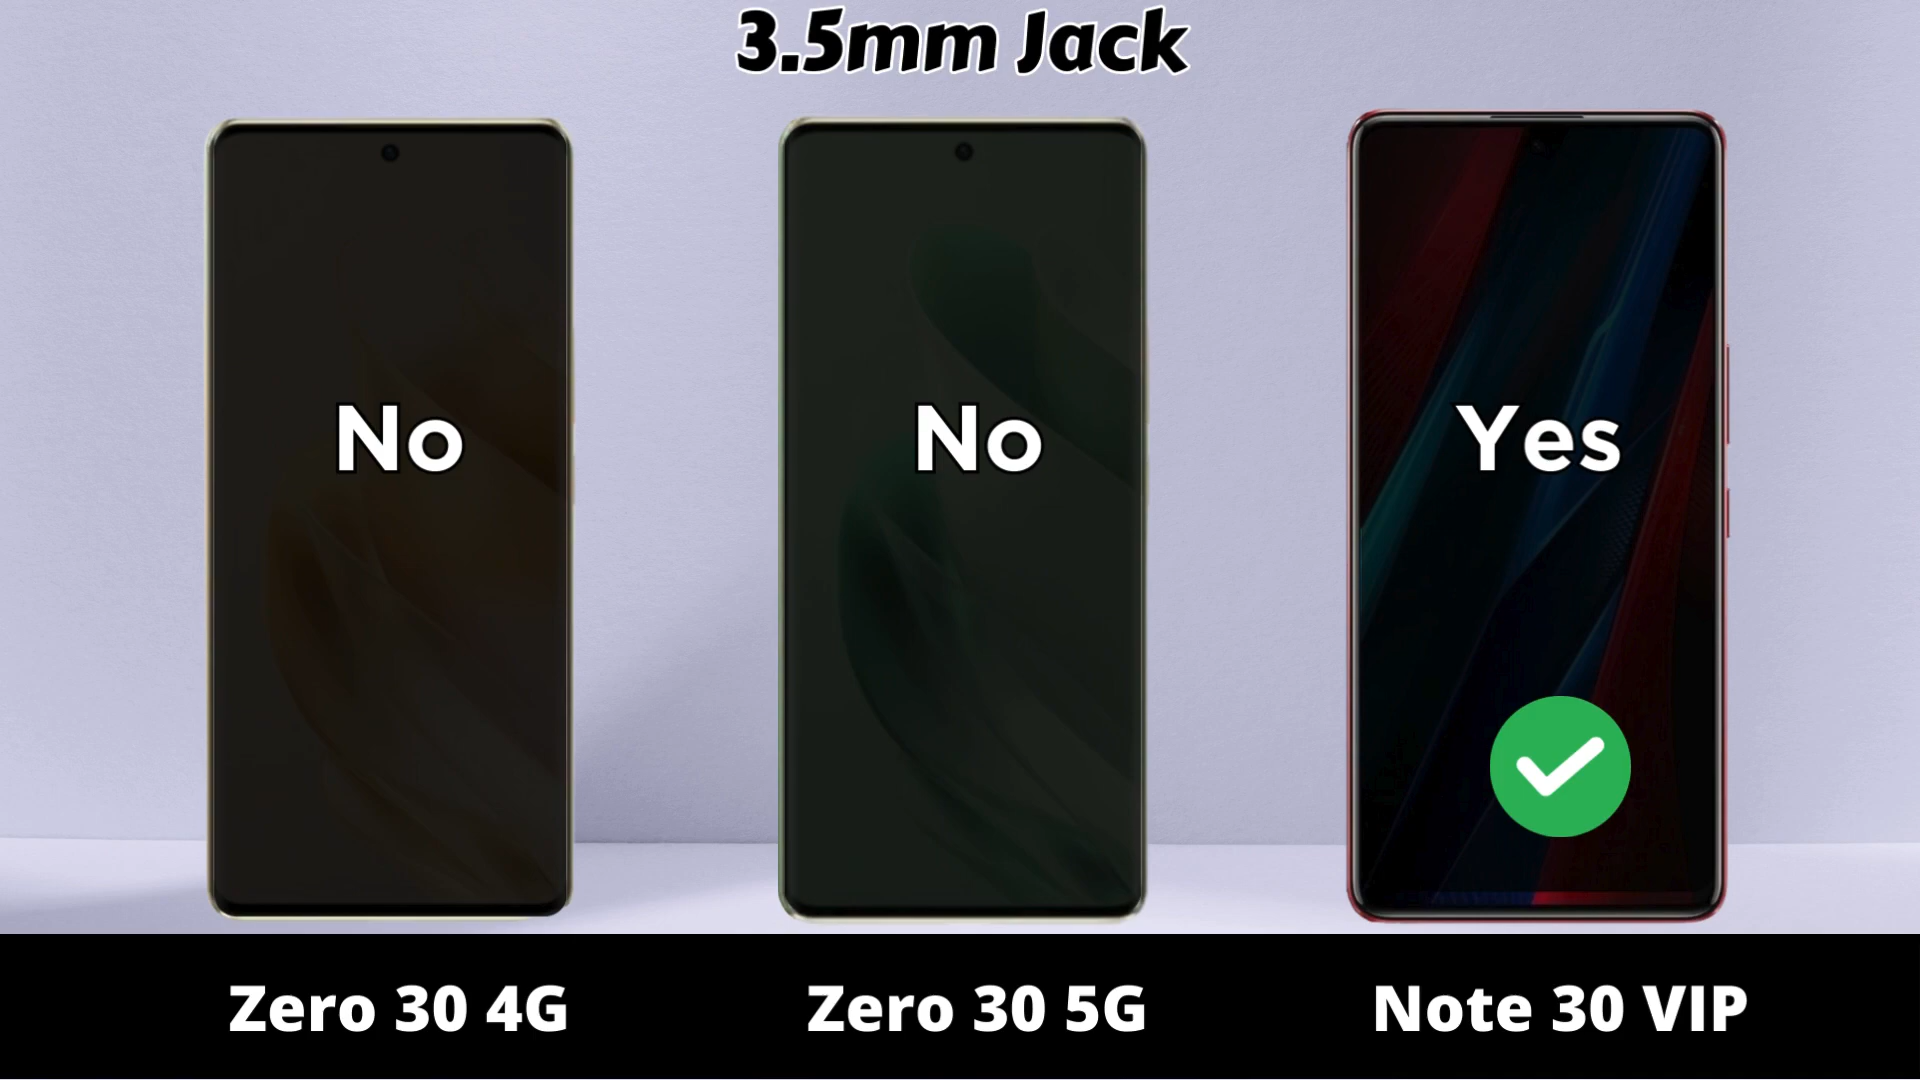 3.5mm Jack
No
No
Yes
Zero 30 4G
Zero 30 5G
Note 30 VIP